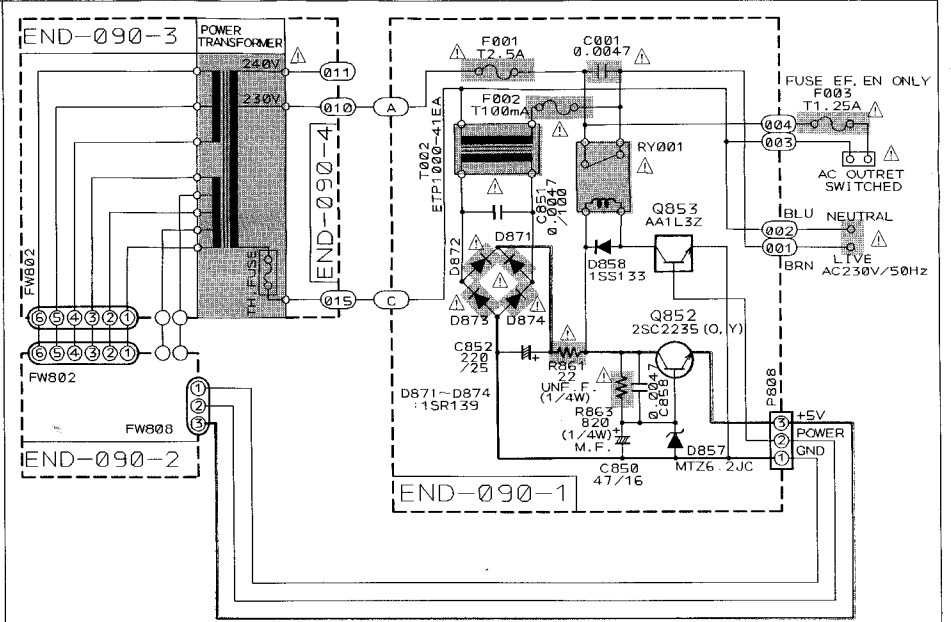 END-090-3
POWER
TRANSFORMER
240V
011
230V
010
A
END-090-4
TH.FUSE
015
C
FW802
6 5 4 3 2 1
6 5 4 3 2 1
FW802
1
2
3
FW808
END-090-2
F001
T2.5A
C001
0.0047
F002
T100mA
T002
ETP1000-41EA
RY001
C851
0.0047
/100
D872
D871
D873
D874
D858
1SS133
Q853
AA1L3Z
Q852
2SC2235(O,Y)
C852
220
/25
+
R861
22
UNF.F.
(1/4W)
D871~D874
:1SR139
R863
820
(1/4W)
M.F.
0.0047
C858
+
C850
47/16
D857
MTZ6.2JC
END-090-1
P808
3
+5V
2
POWER
1
GND
FUSE EF,EN ONLY
F003
T1.25A
004
003
AC OUTRET
SWITCHED
BLU
NEUTRAL
002
001
LIVE
BRN
AC230V/50Hz